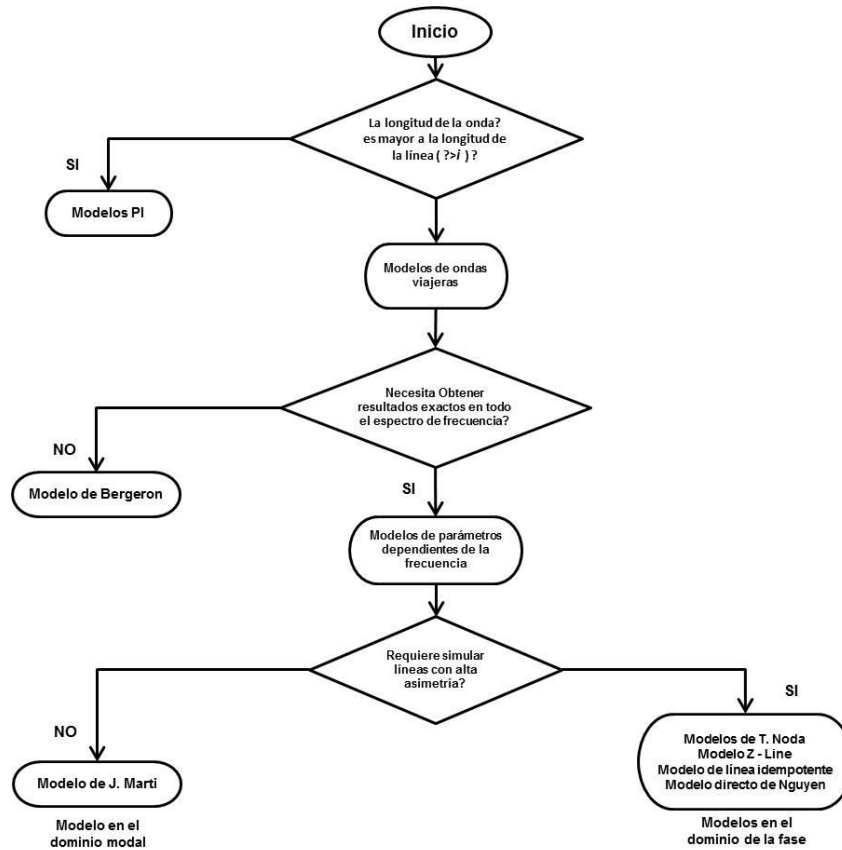 Inicio
La longitud de la onda?
es mayor a la longitud de
la línea ( ?>i ) ?
SI
Modelos PI
Modelos de ondas
viajeras
Necesita Obtener
resultados exactos en todo
el espectro de frecuencia?
NO
Modelo de Bergeron
SI
Modelos de parámetros
dependientes de la
frecuencia
Requiere simular
líneas con alta
asimetría?
NO
Modelo de J. Marti
Modelo en el
dominio modal
SI
Modelos de T. Noda
Modelo Z - Line
Modelo de línea idempotente
Modelo directo de Nguyen
Modelos en el
dominio de la fase